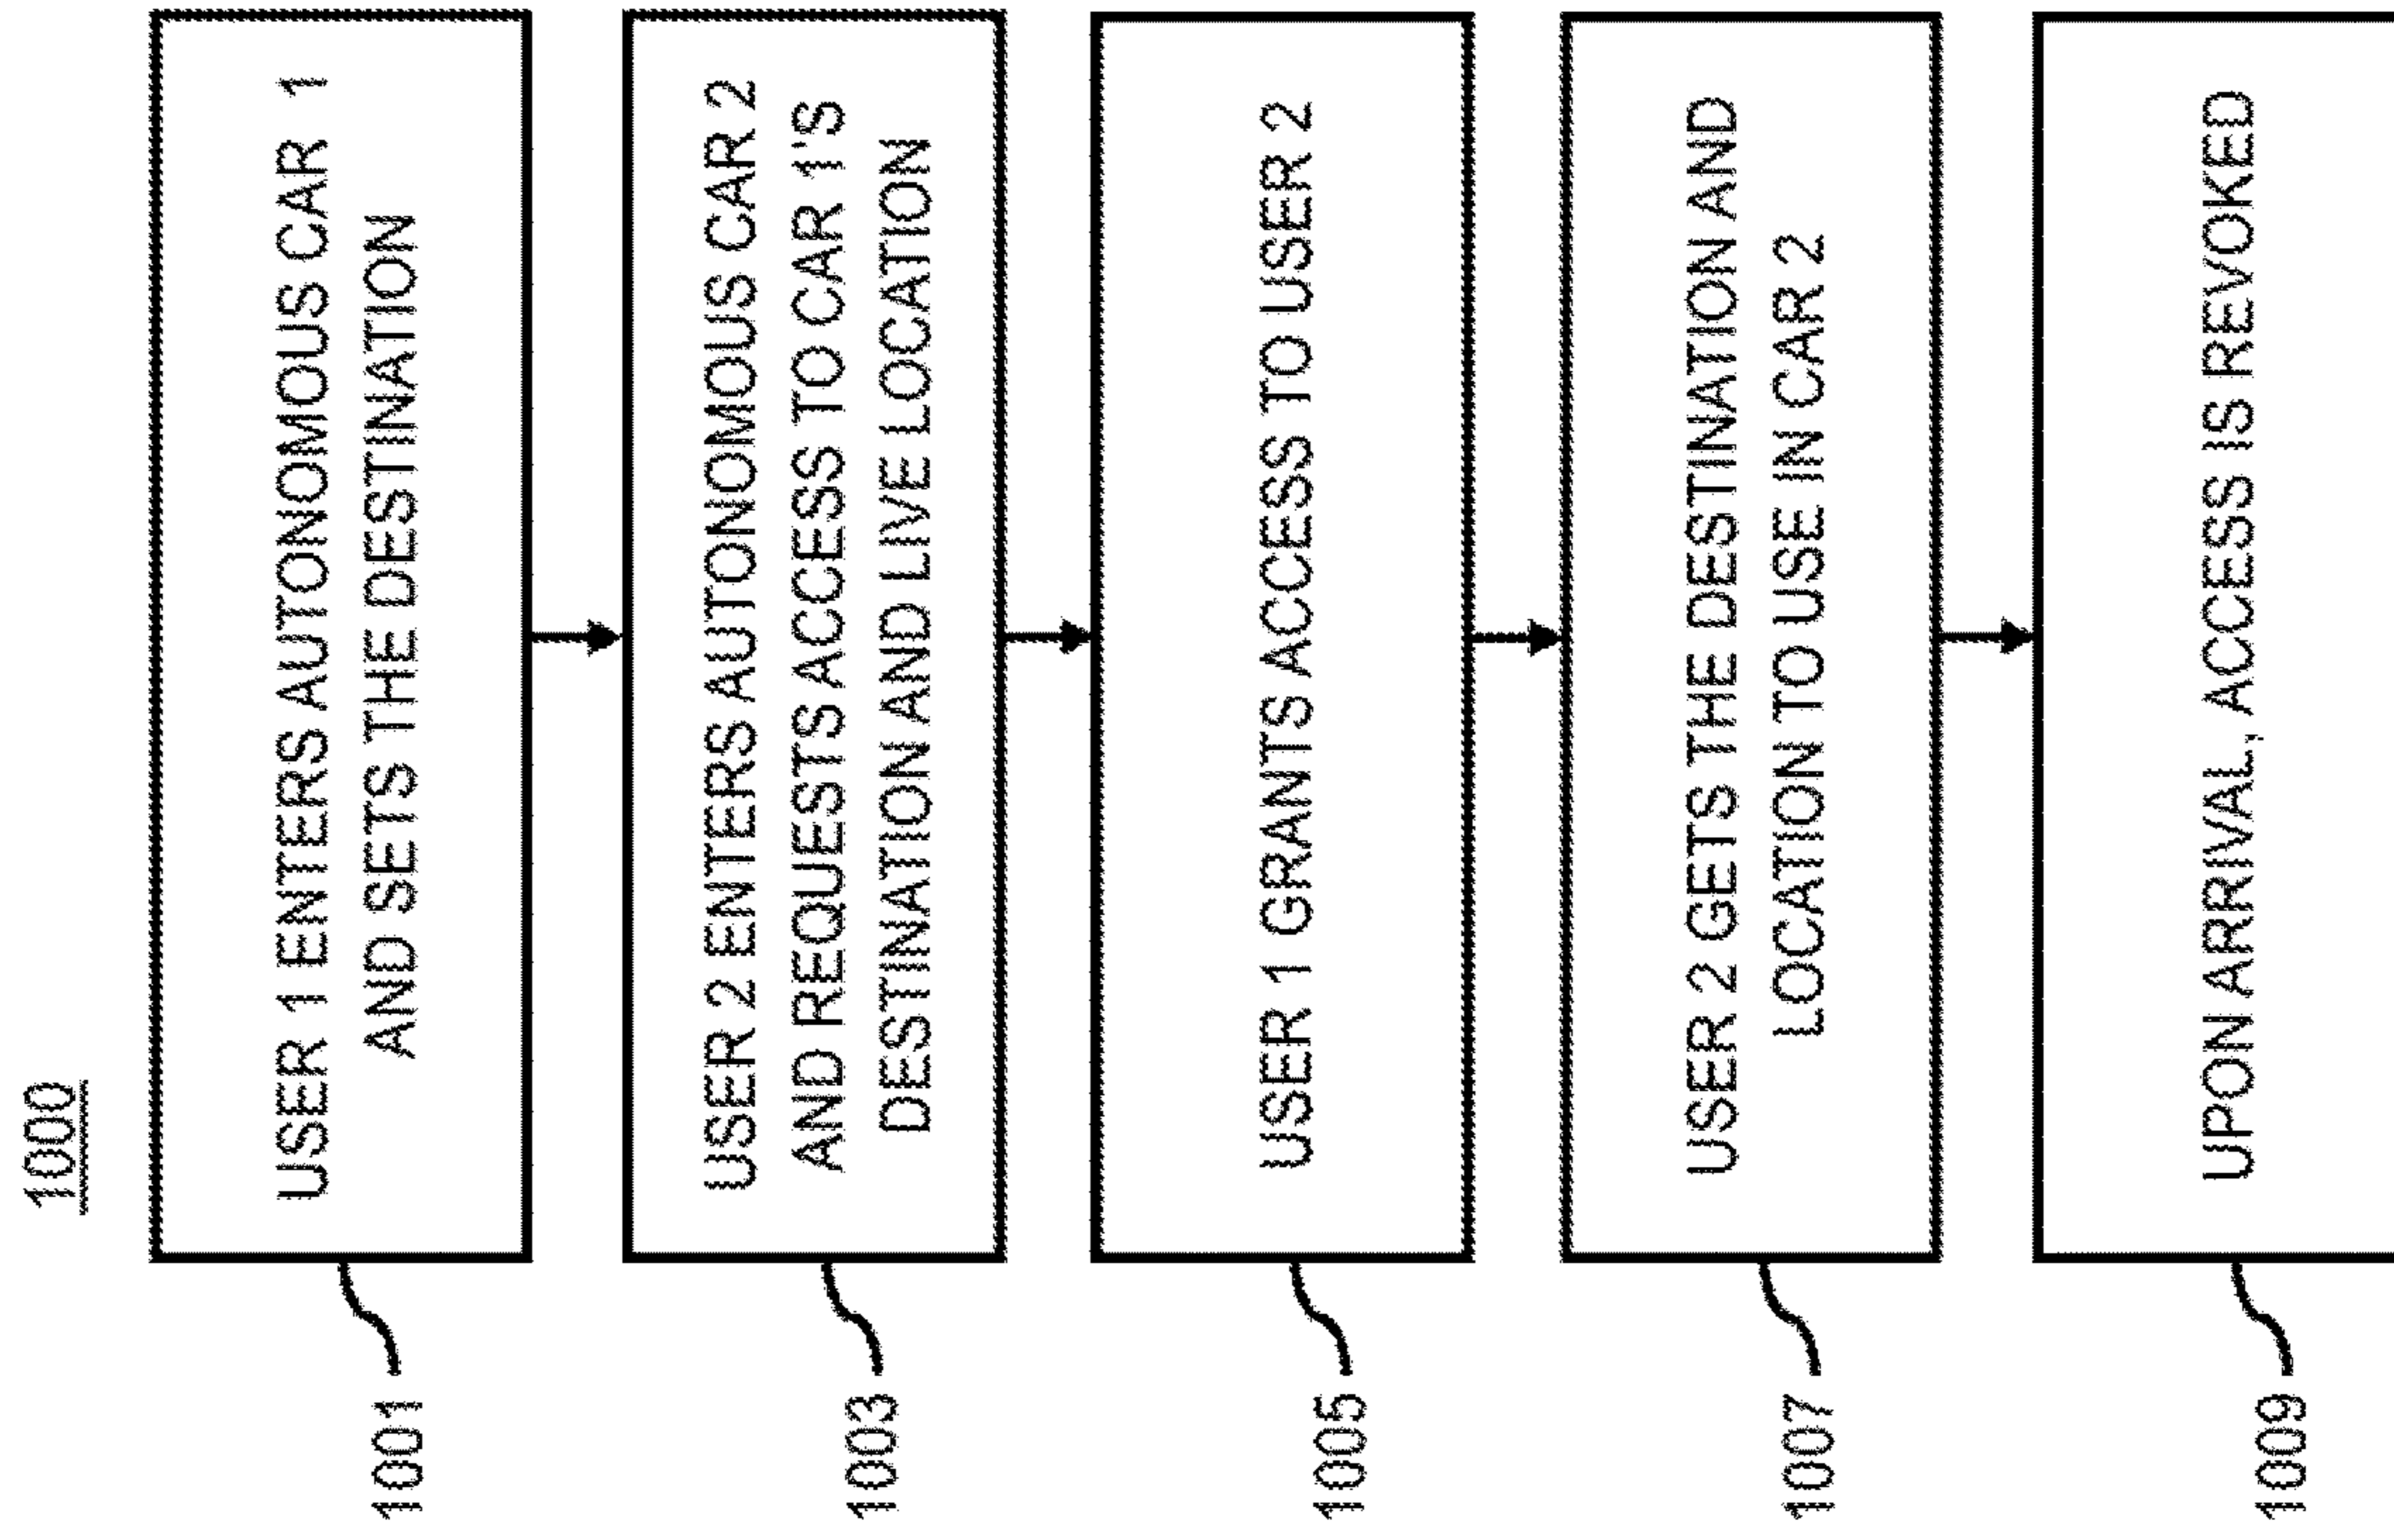 1000
1001
USER 1 ENTERS AUTONOMOUS CAR 1
AND SETS THE DESTINATION
1003
USER 2 ENTERS AUTONOMOUS CAR 2
AND REQUESTS ACCESS TO CAR 1'S
DESTINATION AND LIVE LOCATION
1005
USER 1 GRANTS ACCESS TO USER 2
1007
USER 2 GETS THE DESTINATION AND
LOCATION TO USE IN CAR 2
1009
UPON ARRIVAL, ACCESS IS REVOKED